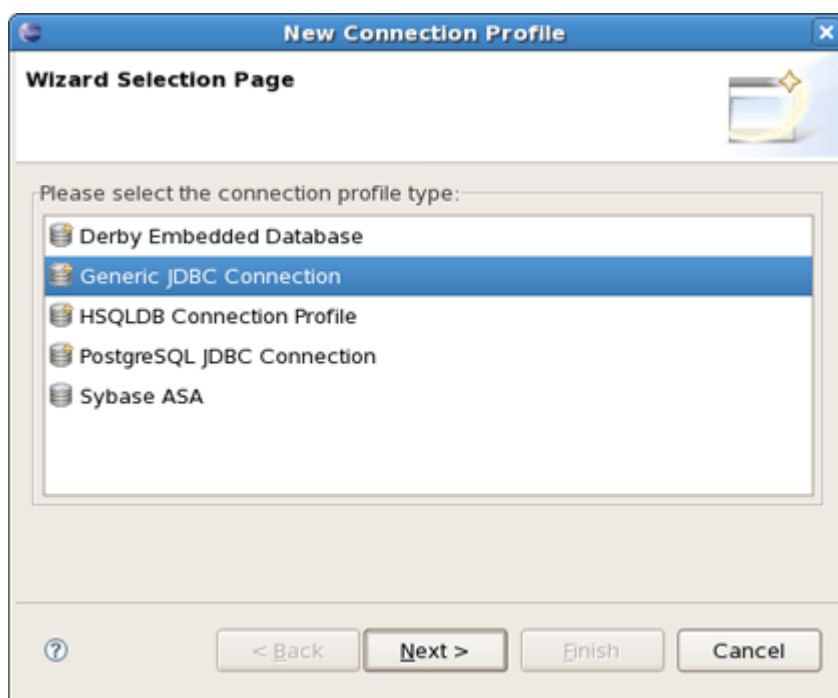 New Connection Profile
Wizard Selection Page
Please select the connection profile type:
Derby Embedded Database
Generic JDBC Connection
HSQLDB Connection Profile
PostgreSQL JDBC Connection
Sybase ASA
? < Back Next > Finish Cancel